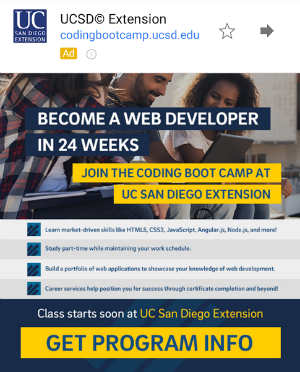 UC
SAN DIEGO
EXTENSION
UCSD© Extension
codingbootcamp.ucsd.edu
Ad
BECOME A WEB DEVELOPER
IN 24 WEEKS
JOIN THE CODING BOOT CAMP AT
UC SAN DIEGO EXTENSION
Learn market-driven skills like HTML5, CSS3, JavaScript, Angular.js, Node.js, and more!
Study part-time while maintaining your work schedule.
Build a portfolio of web applications to showcase your knowledge of web development.
Career services help position you for success through certificate completion and beyond!
Class starts soon at UC San Diego Extension
GET PROGRAM INFO